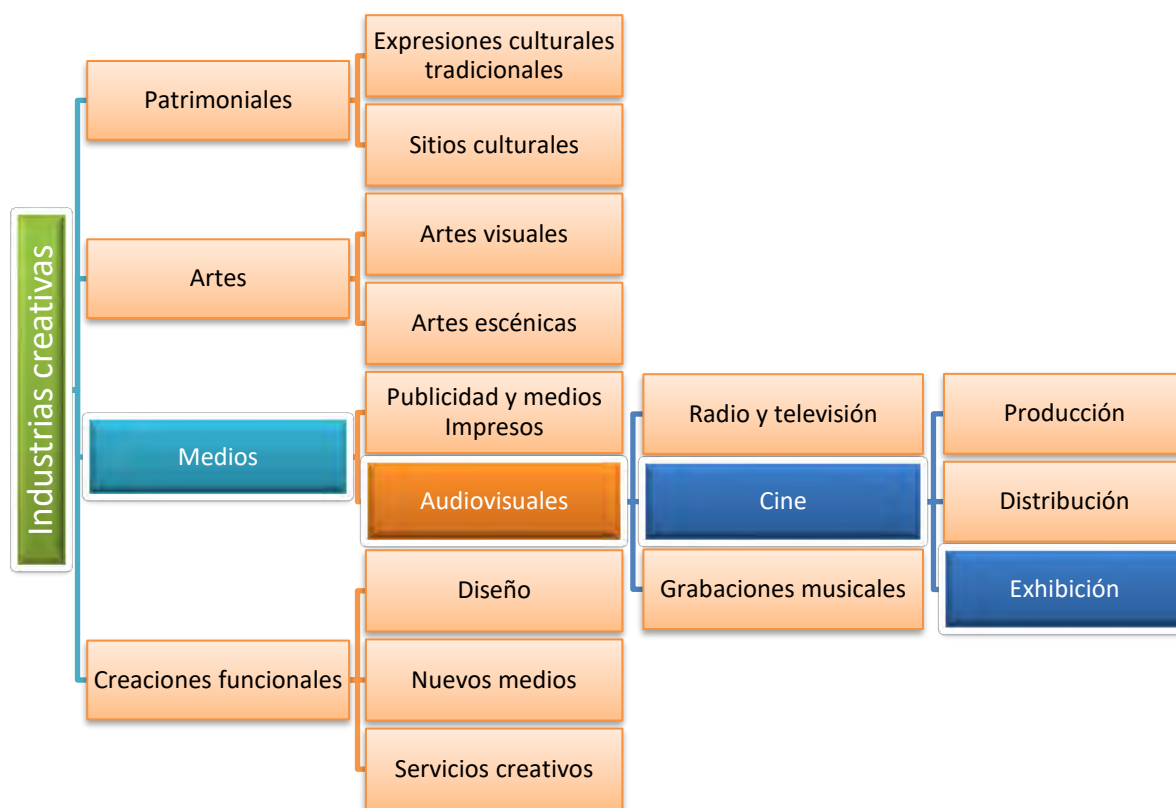 Industrias creativas
Patrimoniales
Expresiones culturales
tradicionales
Sitios culturales
Artes
Artes visuales
Artes escénicas
Medios
Publicidad y medios
Impresos
Audiovisuales
Radio y televisión
Cine
Grabaciones musicales
Producción
Distribución
Exhibición
Creaciones funcionales
Diseño
Nuevos medios
Servicios creativos